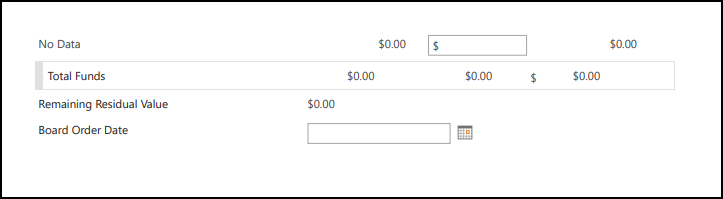 No Data $0.00 $ $0.00
Total Funds $0.00 $0.00 $ $0.00
Remaining Residual Value $0.00
Board Order Date